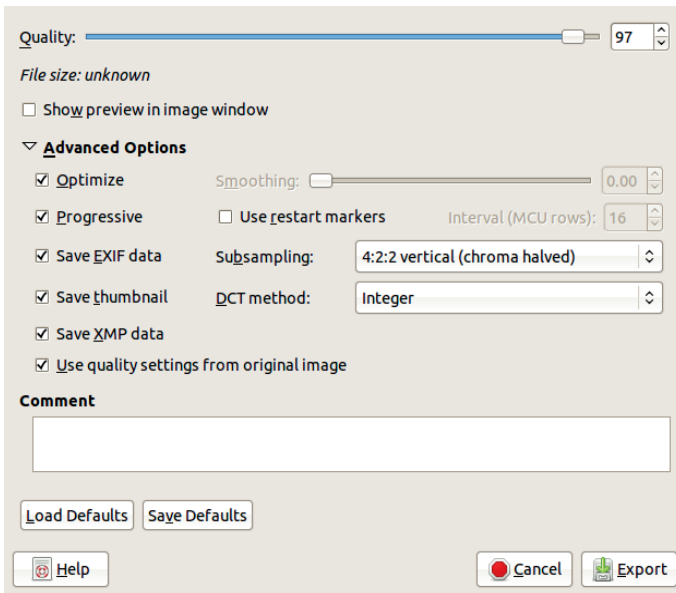 Quality: 97
File size: unknown
Show preview in image window
Advanced Options
Optimize Smoothing: 0.00
Progressive Use restart markers Interval (MCU rows): 16
Save EXIF data Subsampling: 4:2:2 vertical (chroma halved)
Save thumbnail DCT method: Integer
Save XMP data
Use quality settings from original image
Comment
Load Defaults Save Defaults
Help Cancel Export